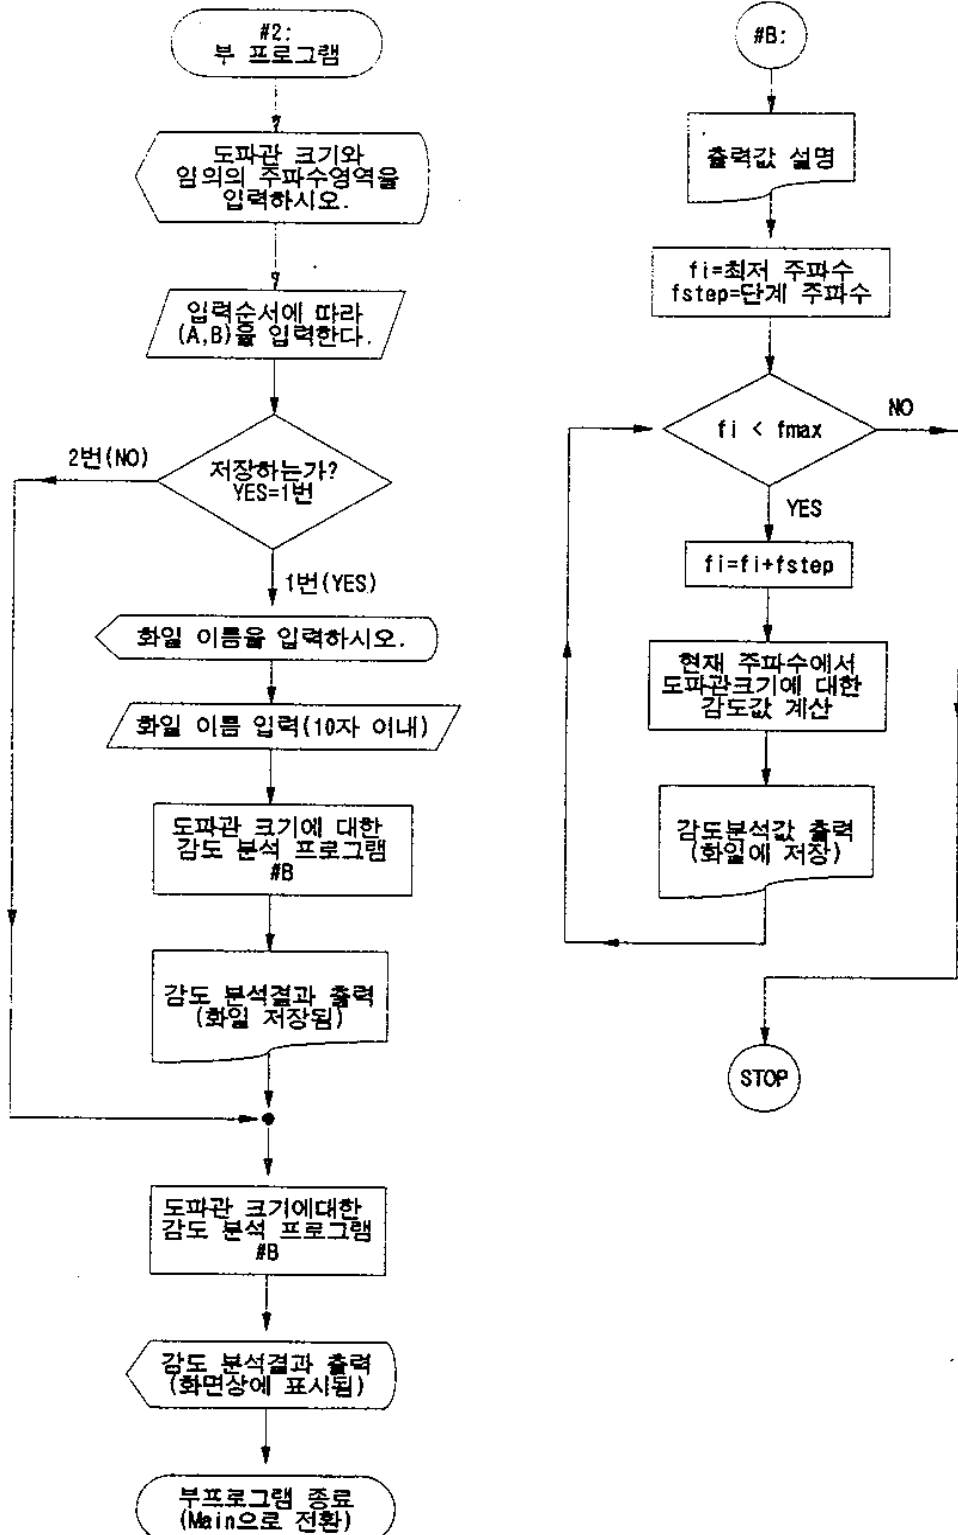 #2:
부 프로그램
도파관 크기와
임의의 주파수영역을
입력하시오.
입력순서에 따라
(A,B)을 입력한다.
2번(NO)
저장하는가?
YES=1번
1번(YES)
화일 이름을 입력하시오.
화일 이름 입력(10자 이내)
도파관 크기에 대한
감도 분석 프로그램
#B
감도 분석결과 출력
(화일 저장됨)
도파관 크기에대한
감도 분석 프로그램
#B
감도 분석결과 출력
(화면상에 표시됨)
부프로그램 종료
(Main으로 전환)
#B:
출력값 설명
fi=최저 주파수
fstep=단계 주파수
fi < fmax
NO
YES
fi=fi+fstep
현재 주파수에서
도파관크기에 대한
감도값 계산
감도분석값 출력
(화일에 저장)
STOP